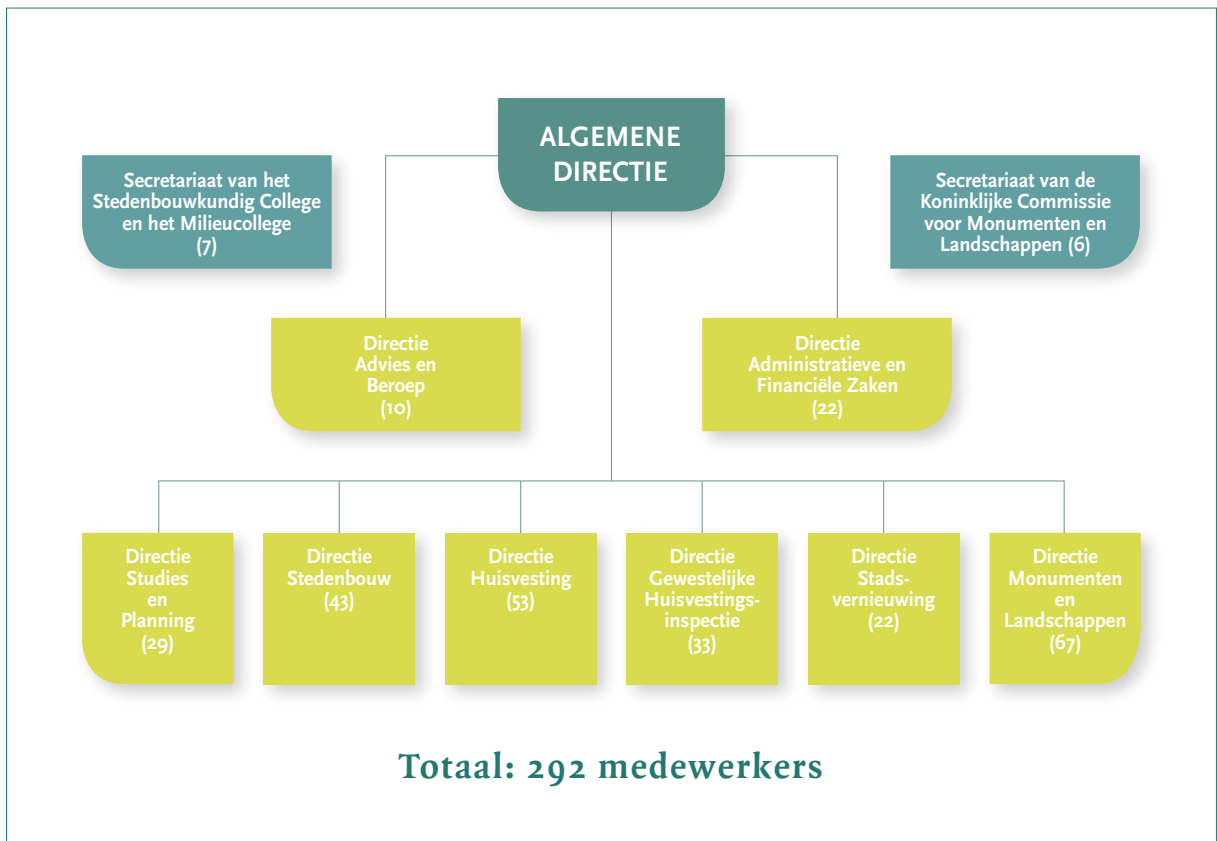 ALGEMENE
DIRECTIE
Secretariaat van het
Stedenbouwkundig College
en het Milieucollege
(7)
Secretariaat van de
Koninklijke Commissie
voor Monumenten en
Landschappen (6)
Directie
Advies en
Beroep
(10)
Directie
Administratieve en
Financiële Zaken
(22)
Directie
Studies
en
Planning
(29)
Directie
Stedenbouw
(43)
Directie
Huisvesting
(53)
Directie
Gewestelijke
Huisvestings-
inspectie
(33)
Directie
Stads-
vernieuwing
(22)
Directie
Monumenten
en
Landschappen
(67)
Totaal: 292 medewerkers